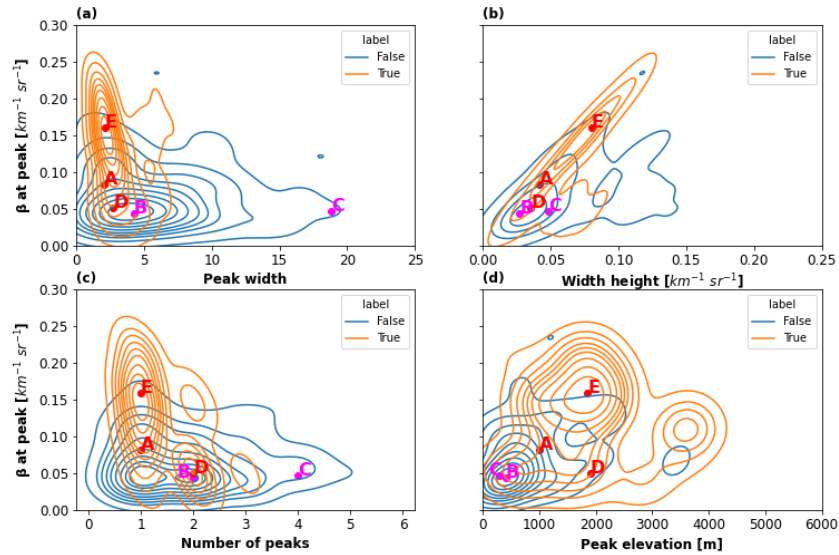 (a)
(b)
0.30
0.25
0.20
0.15
0.10
0.05
0.00
β at peak [km⁻¹ sr⁻¹]
label
False
True
E
A
D
B
C
0 5 10 15 20 25
Peak width
label
False
True
E
A
B
D
C
0.00 0.05 0.10 0.15 0.20 0.25
Width height [km⁻¹ sr⁻¹]
(c)
(d)
0.30
0.25
0.20
0.15
0.10
0.05
0.00
β at peak [km⁻¹ sr⁻¹]
label
False
True
E
A
B
D
C
0 1 2 3 4 5 6
Number of peaks
label
False
True
E
A
C
B
D
0 1000 2000 3000 4000 5000 6000
Peak elevation [m]